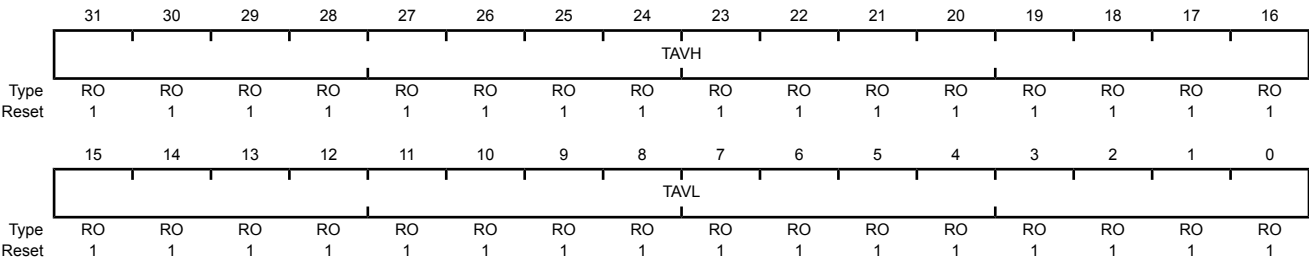 31 30 29 28 27 26 25 24 23 22 21 20 19 18 17 16
TAVH
Type RO RO RO RO RO RO RO RO RO RO RO RO RO RO RO RO
Reset 1 1 1 1 1 1 1 1 1 1 1 1 1 1 1 1
15 14 13 12 11 10 9 8 7 6 5 4 3 2 1 0
TAVL
Type RO RO RO RO RO RO RO RO RO RO RO RO RO RO RO RO
Reset 1 1 1 1 1 1 1 1 1 1 1 1 1 1 1 1